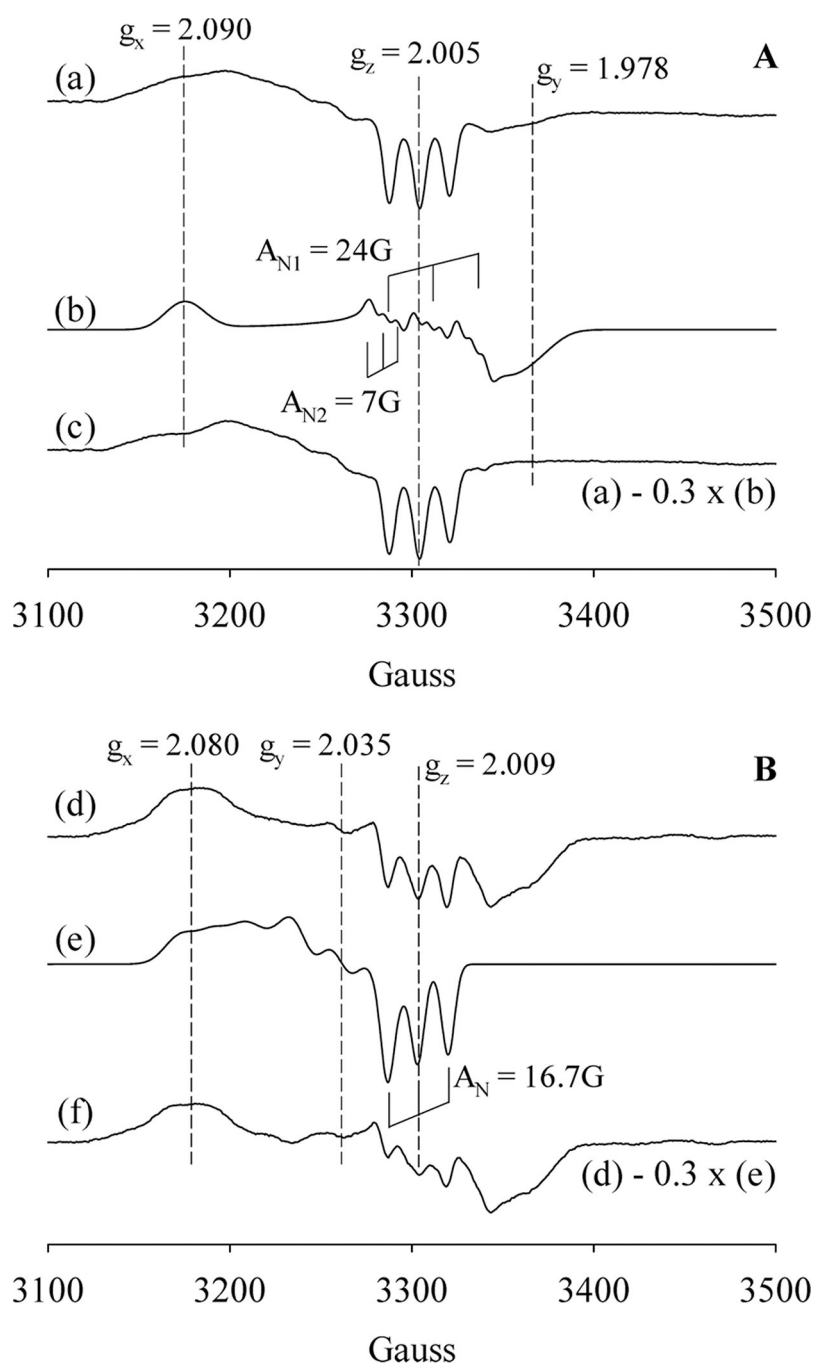 gx = 2.090
gz = 2.005
gy = 1.978
A
(a)
AN1 = 24G
(b)
AN2 = 7G
(c)
(a) - 0.3 x (b)
3100 3200 3300 3400 3500
Gauss
gx = 2.080 gy = 2.035
gz = 2.009
B
(d)
(e)
AN = 16.7G
(f)
(d) - 0.3 x (e)
3100 3200 3300 3400 3500
Gauss